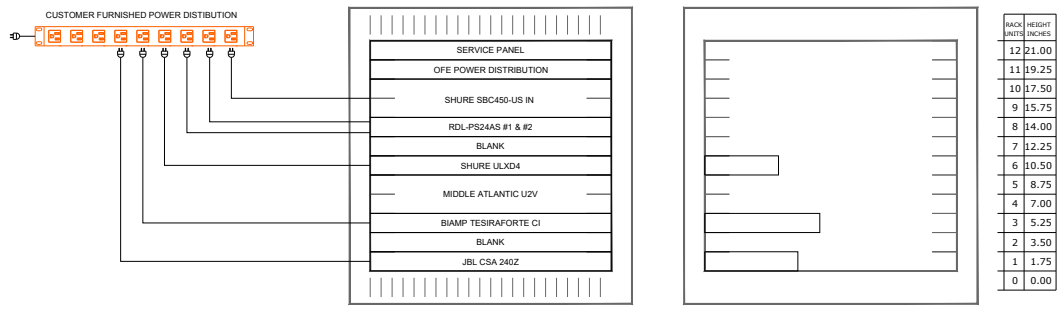 CUSTOMER FURNISHED POWER DISTIBUTION
SERVICE PANEL
OFE POWER DISTRIBUTION
SHURE SBC450-US IN
RDL-PS24AS #1 & #2
BLANK
SHURE ULXD4
MIDDLE ATLANTIC U2V
BIAMP TESIRAFORTE CI
BLANK
JBL CSA 240Z
RACK UNITS HEIGHT INCHES
12 21.00
11 19.25
10 17.50
9 15.75
8 14.00
7 12.25
6 10.50
5 8.75
4 7.00
3 5.25
2 3.50
1 1.75
0 0.00